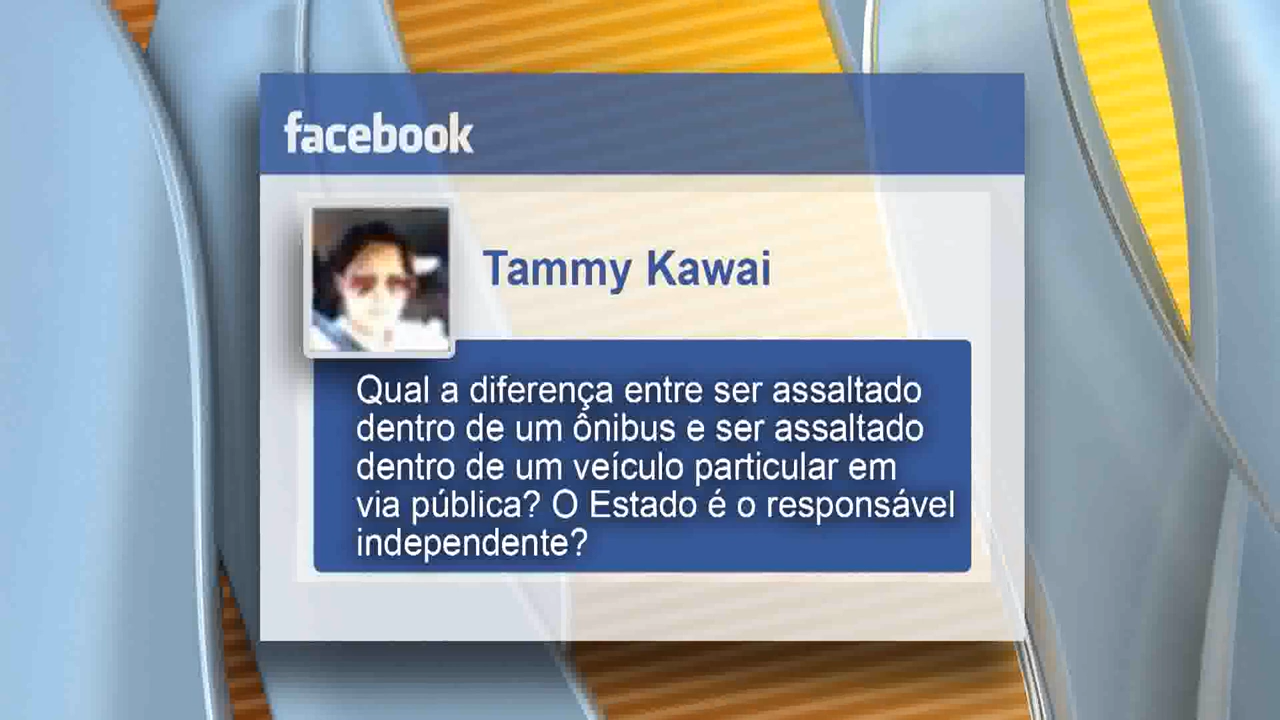 facebook
Tammy Kawai
Qual a diferença entre ser assaltado
dentro de um ônibus e ser assaltado
dentro de um veículo particular em
via pública? O Estado é o responsável
independente?